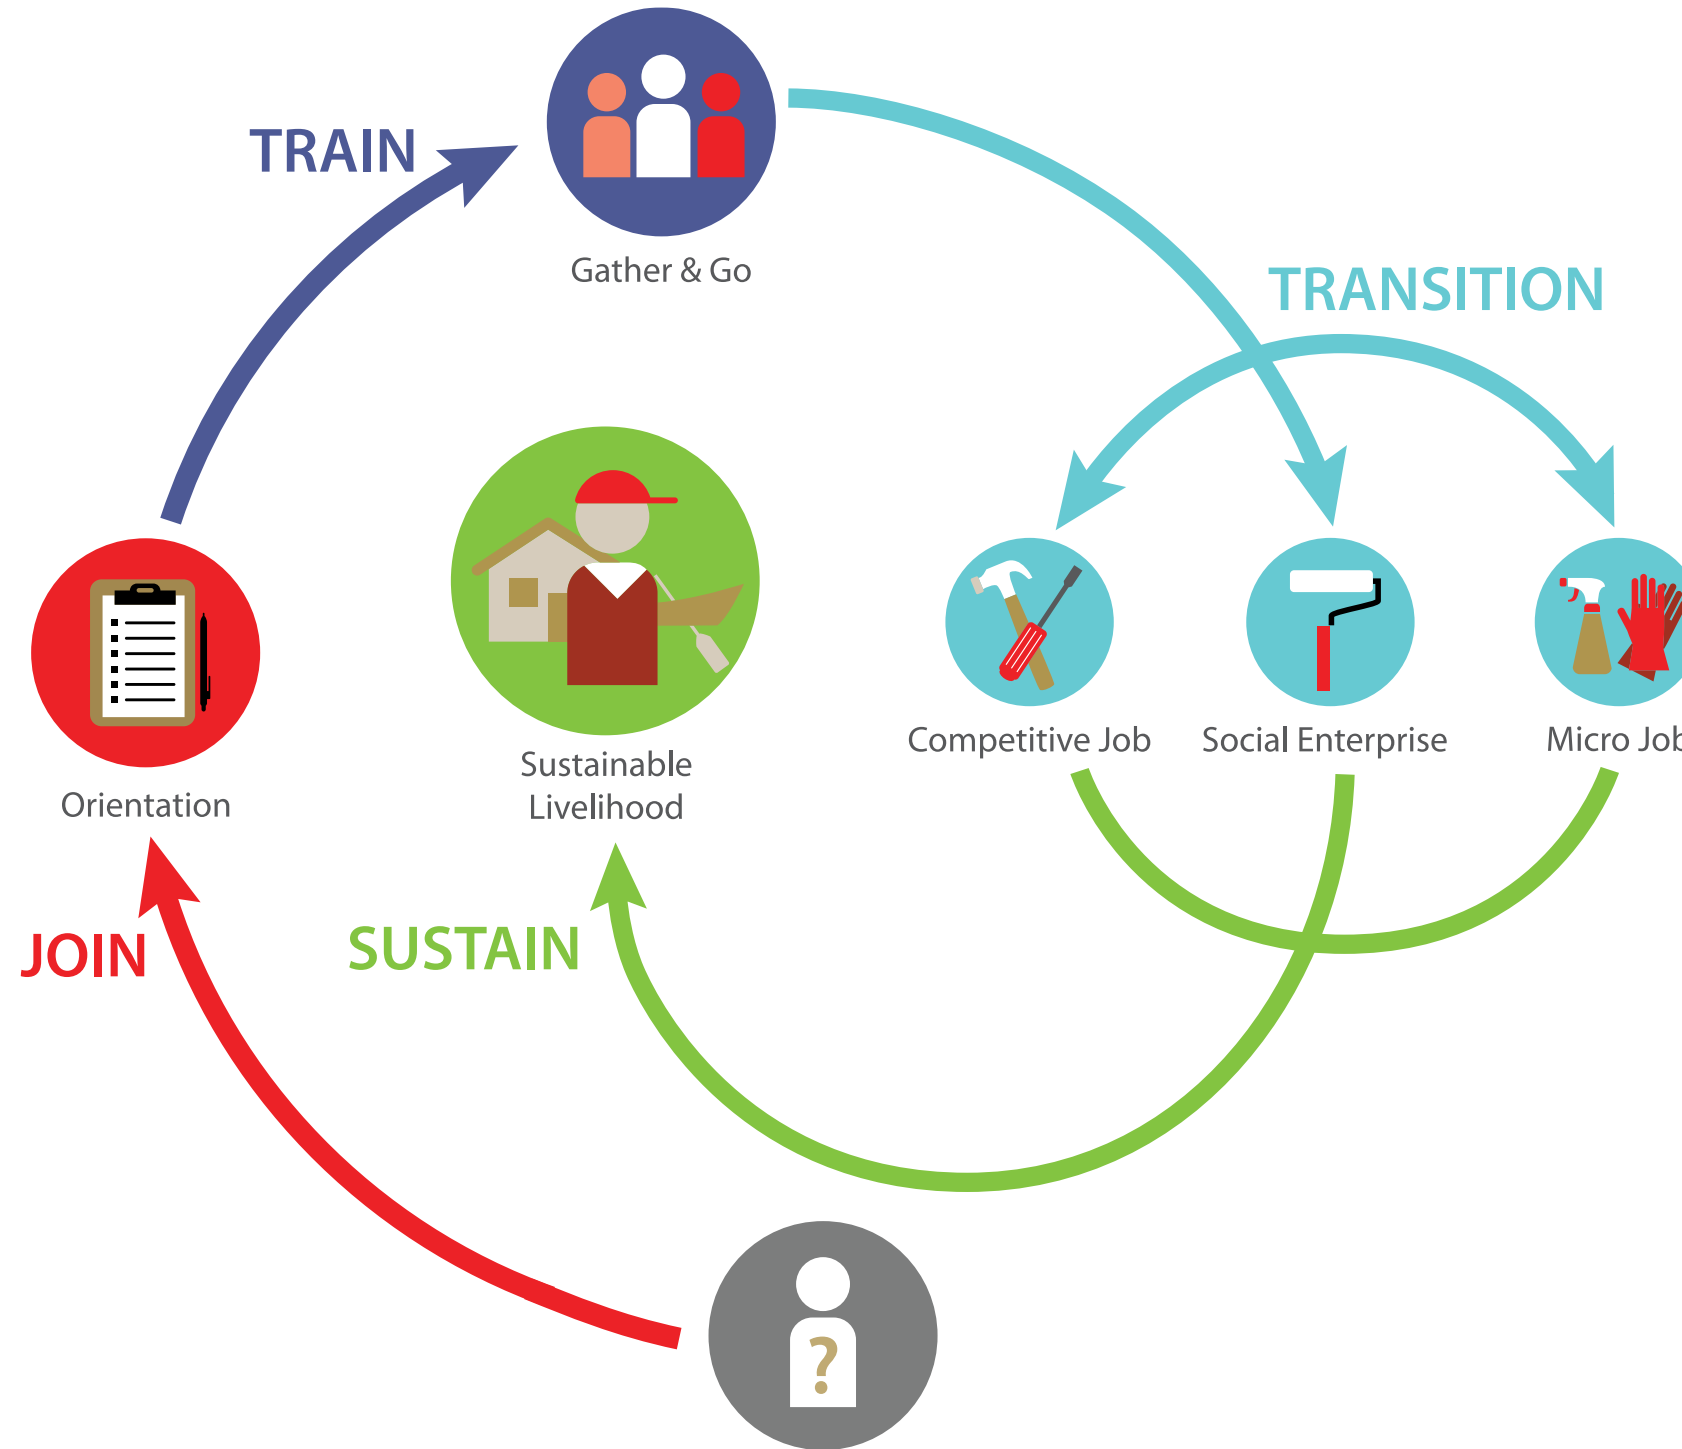 TRAIN
Gather & Go
TRANSITION
Sustainable
Livelihood
Competitive Job
Social Enterprise
Micro Job
Orientation
JOIN
SUSTAIN
?